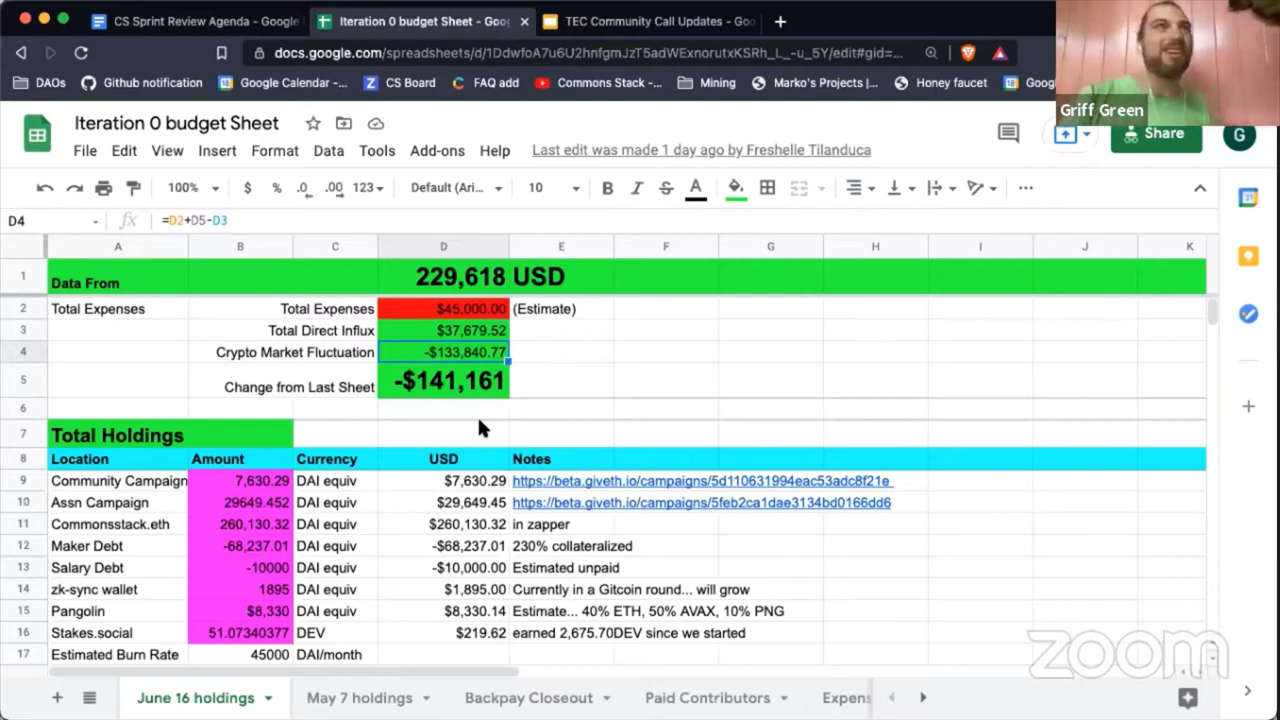 CS Sprint Review Agenda - Google
Iteration 0 budget Sheet - Goo
TEC Community Call Updates - Goo
docs.google.com/spreadsheets/d/1DdwfoA7u6U2hnfgmJzT5adWExnorutxKSRh_l_-u_5Y/edit#gid=...
DAOs
Github notification
Google Calendar -...
CS Board
FAQ add
Commons Stack -...
Mining
Marko's Projects |...
Honey faucet
Goog
Griff Green
Iteration 0 budget Sheet
File Edit View Insert Format Data Tools Add-ons Help Last edit was made 1 day ago by Freshelle Tilanduca
Share
G
100% $ % .0 .00 123 Default (Ari... 10 B I S A
D4 fx =D2+D5-D3
A B C D E F G H I J K
1 Data From 229,618 USD
2 Total Expenses Total Expenses $45,000.00 (Estimate)
3 Total Direct Influx $37,679.52
4 Crypto Market Fluctuation -$133,840.77
5 Change from Last Sheet -$141,161
6
7 Total Holdings
8 Location Amount Currency USD Notes
9 Community Campaign 7,630.29 DAI equiv $7,630.29 https://beta.giveth.io/campaigns/5d110631994eac53adc8f21e
10 Assn Campaign 29649.452 DAI equiv $29,649.45 https://beta.giveth.io/campaigns/5feb2ca1dae3134bd0166dd6
11 Commonsstack.eth 260,130.32 DAI equiv $260,130.32 in zapper
12 Maker Debt -68,237.01 DAI equiv -$68,237.01 230% collateralized
13 Salary Debt -10000 DAI equiv -$10,000.00 Estimated unpaid
14 zk-sync wallet 1895 DAI equiv $1,895.00 Currently in a Gitcoin round... will grow
15 Pangolin $8,330 DAI equiv $8,330.14 Estimate... 40% ETH, 50% AVAX, 10% PNG
16 Stakes.social 51.07340377 DEV $219.62 earned 2,675.70DEV since we started
17 Estimated Burn Rate 45000 DAI/month
zoom
June 16 holdings May 7 holdings Backpay Closeout Paid Contributors Expens